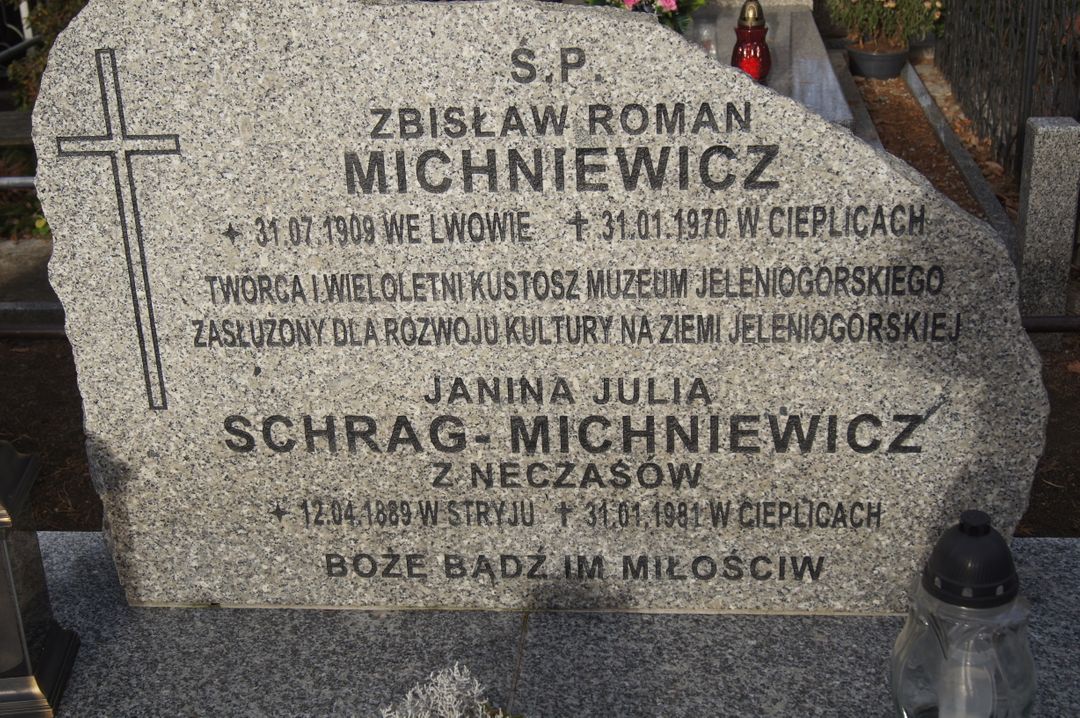 Ś.P.
ZBISŁAW ROMAN
MICHNIEWICZ
31.07.1909 WE LWOWIE 31.01.1970 W CIEPLICACH
TWÓRCA I WIELOLETNI KUSTOSZ MUZEUM JELENIOGÓRSKIEGO
ZASŁUŻONY DLA ROZWOJU KULTURY NA ZIEMI JELENIOGÓRSKIEJ
JANINA JULIA
SCHRAG-MICHNIEWICZ
Z NECZASÓW
12.04.1889 W STRYJU 31.01.1981 W CIEPLICACH
BOŻE BĄDŹ IM MIŁOŚCIW